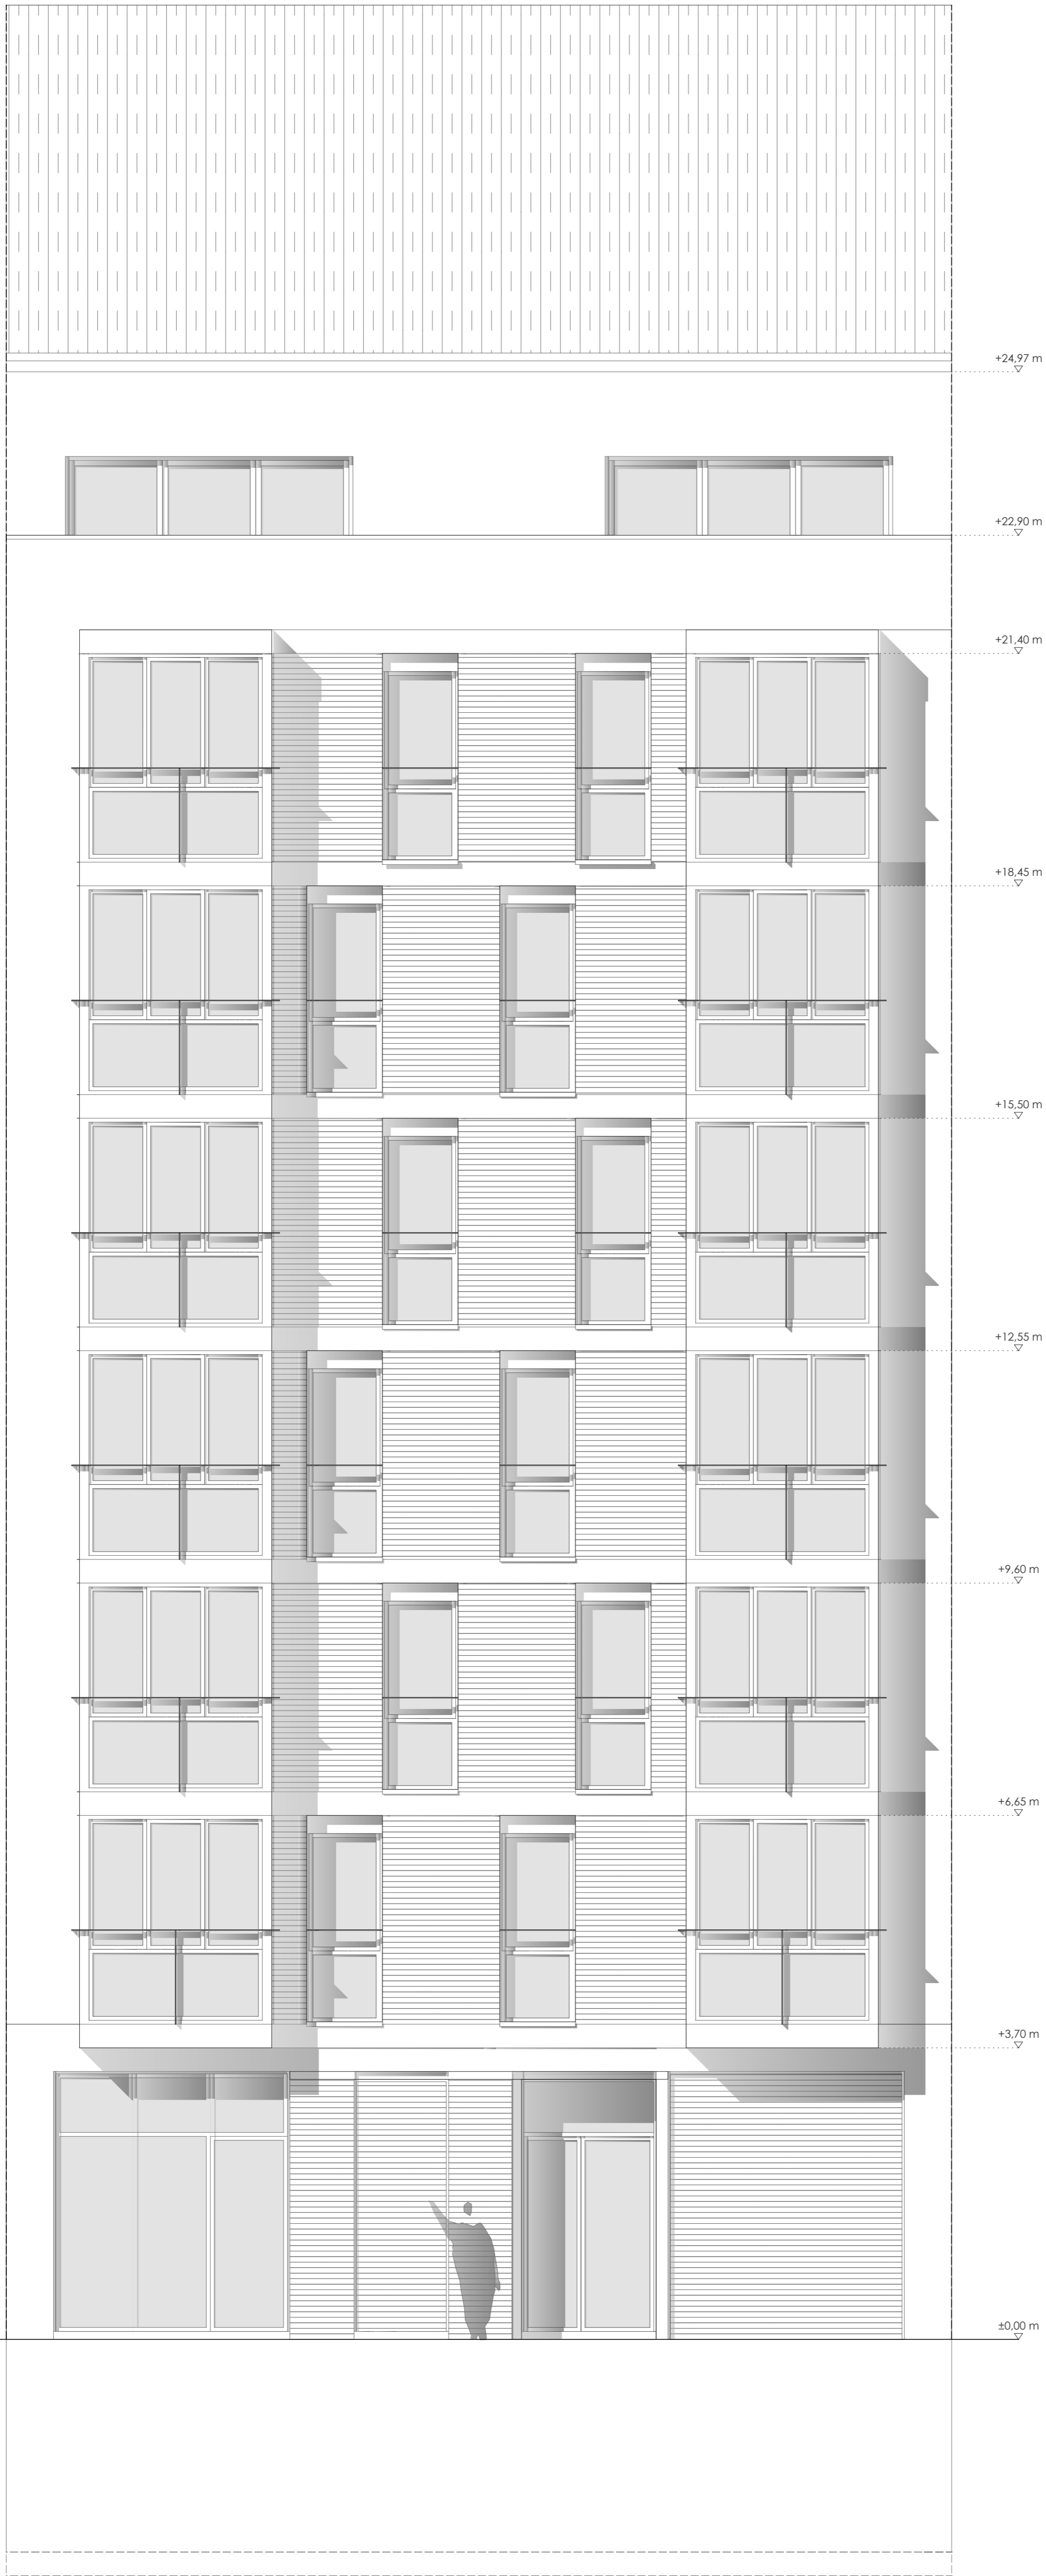 +24,97 m
+22,90 m
+21,40 m
+18,45 m
+15,50 m
+12,55 m
+9,60 m
+6,65 m
+3,70 m
±0,00 m